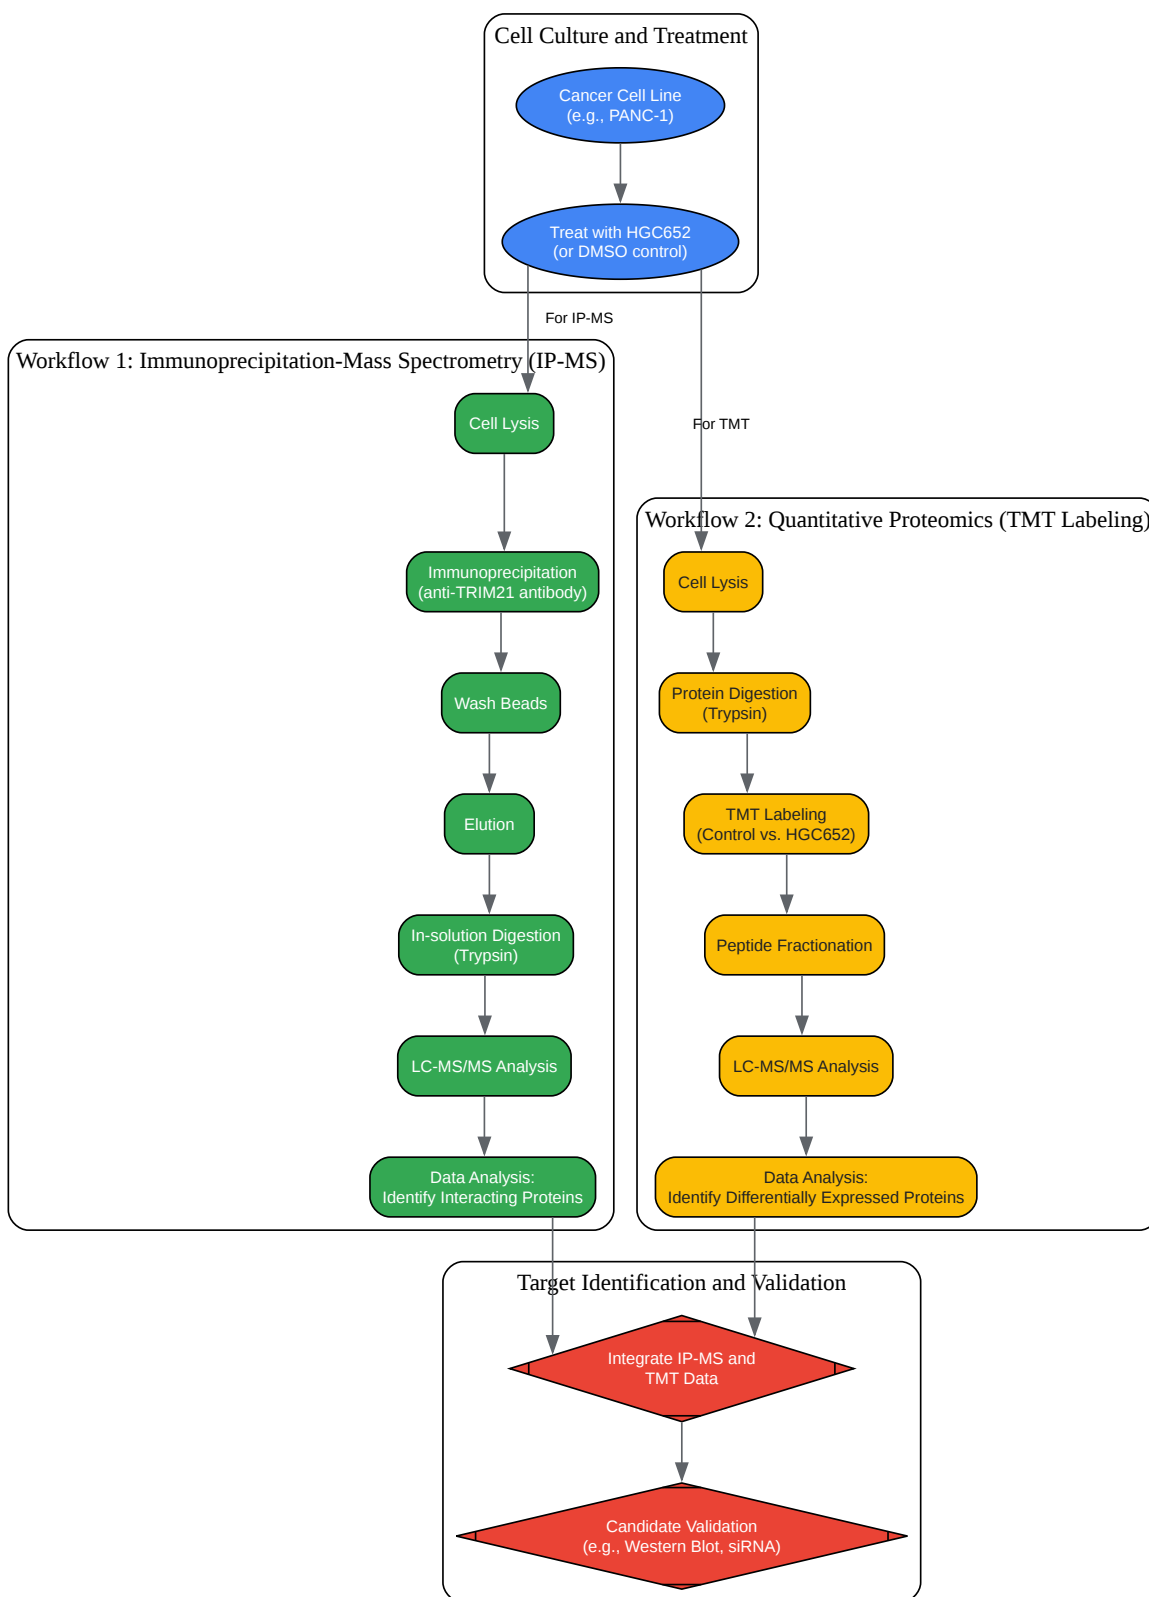 Cell Culture and Treatment
Cancer Cell Line
(e.g., PANC-1)
Treat with HGC652
(or DMSO control)
For IP-MS
For TMT
Workflow 1: Immunoprecipitation-Mass Spectrometry (IP-MS)
Cell Lysis
Immunoprecipitation
(anti-TRIM21 antibody)
Wash Beads
Elution
In-solution Digestion
(Trypsin)
LC-MS/MS Analysis
Data Analysis:
Identify Interacting Proteins
Workflow 2: Quantitative Proteomics (TMT Labeling)
Cell Lysis
Protein Digestion
(Trypsin)
TMT Labeling
(Control vs. HGC652)
Peptide Fractionation
LC-MS/MS Analysis
Data Analysis:
Identify Differentially Expressed Proteins
Target Identification and Validation
Integrate IP-MS and
TMT Data
Candidate Validation
(e.g., Western Blot, siRNA)